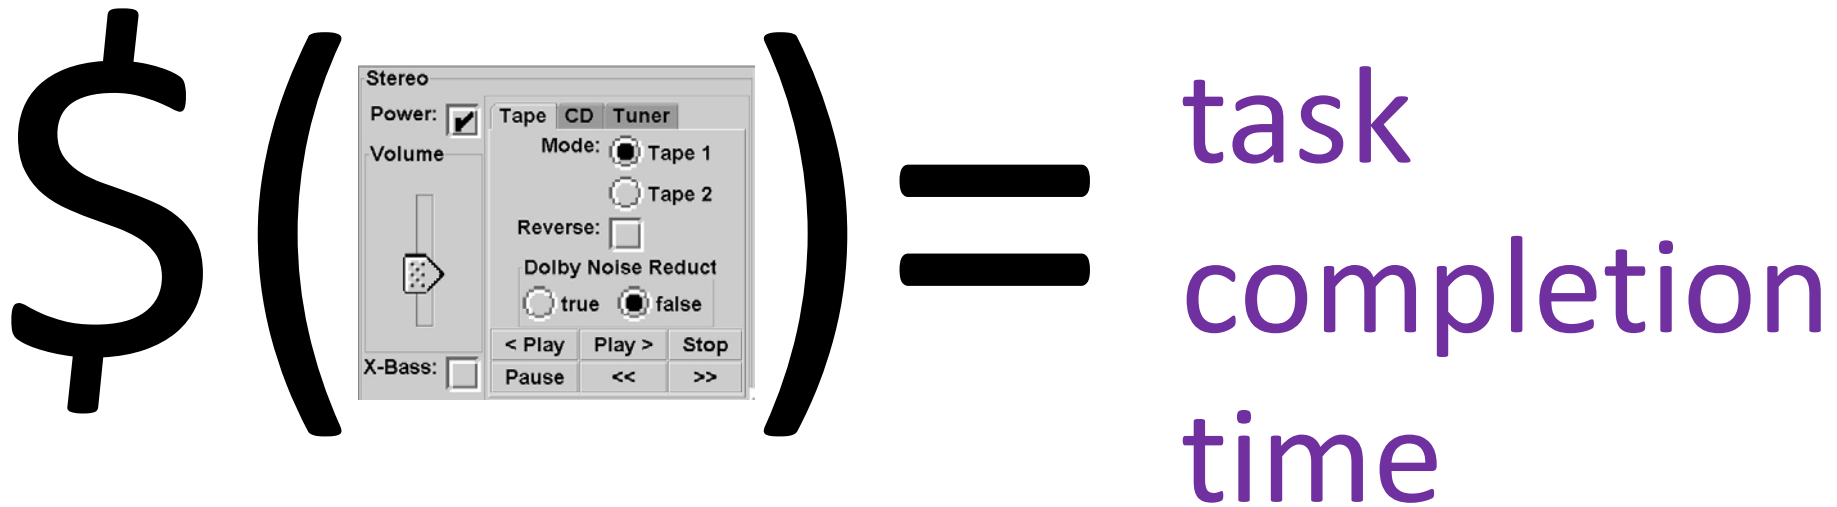 $( ) =
Stereo
Power:
Volume
X-Bass:
Tape CD Tuner
Mode: Tape 1
Tape 2
Reverse:
Dolby Noise Reduct
true false
< Play Play > Stop
Pause << >>
task
completion
time